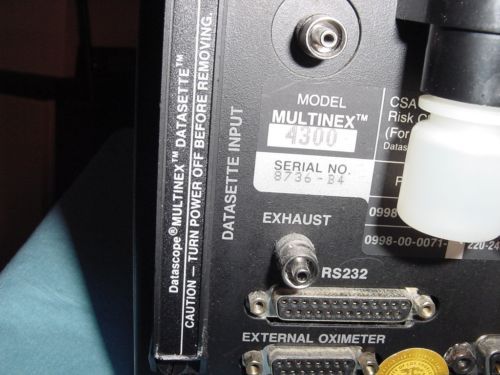 Datascope® MULTINEX™ DATASETTE™
CAUTION – TURN POWER OFF BEFORE REMOVING.
DATASETTE INPUT
MODEL
MULTINEX™
4300
SERIAL NO.
8736-B4
EXHAUST
RS232
EXTERNAL OXIMETER
CSA
Risk
(For
Datas
0998
0998-00-0071-
220-24